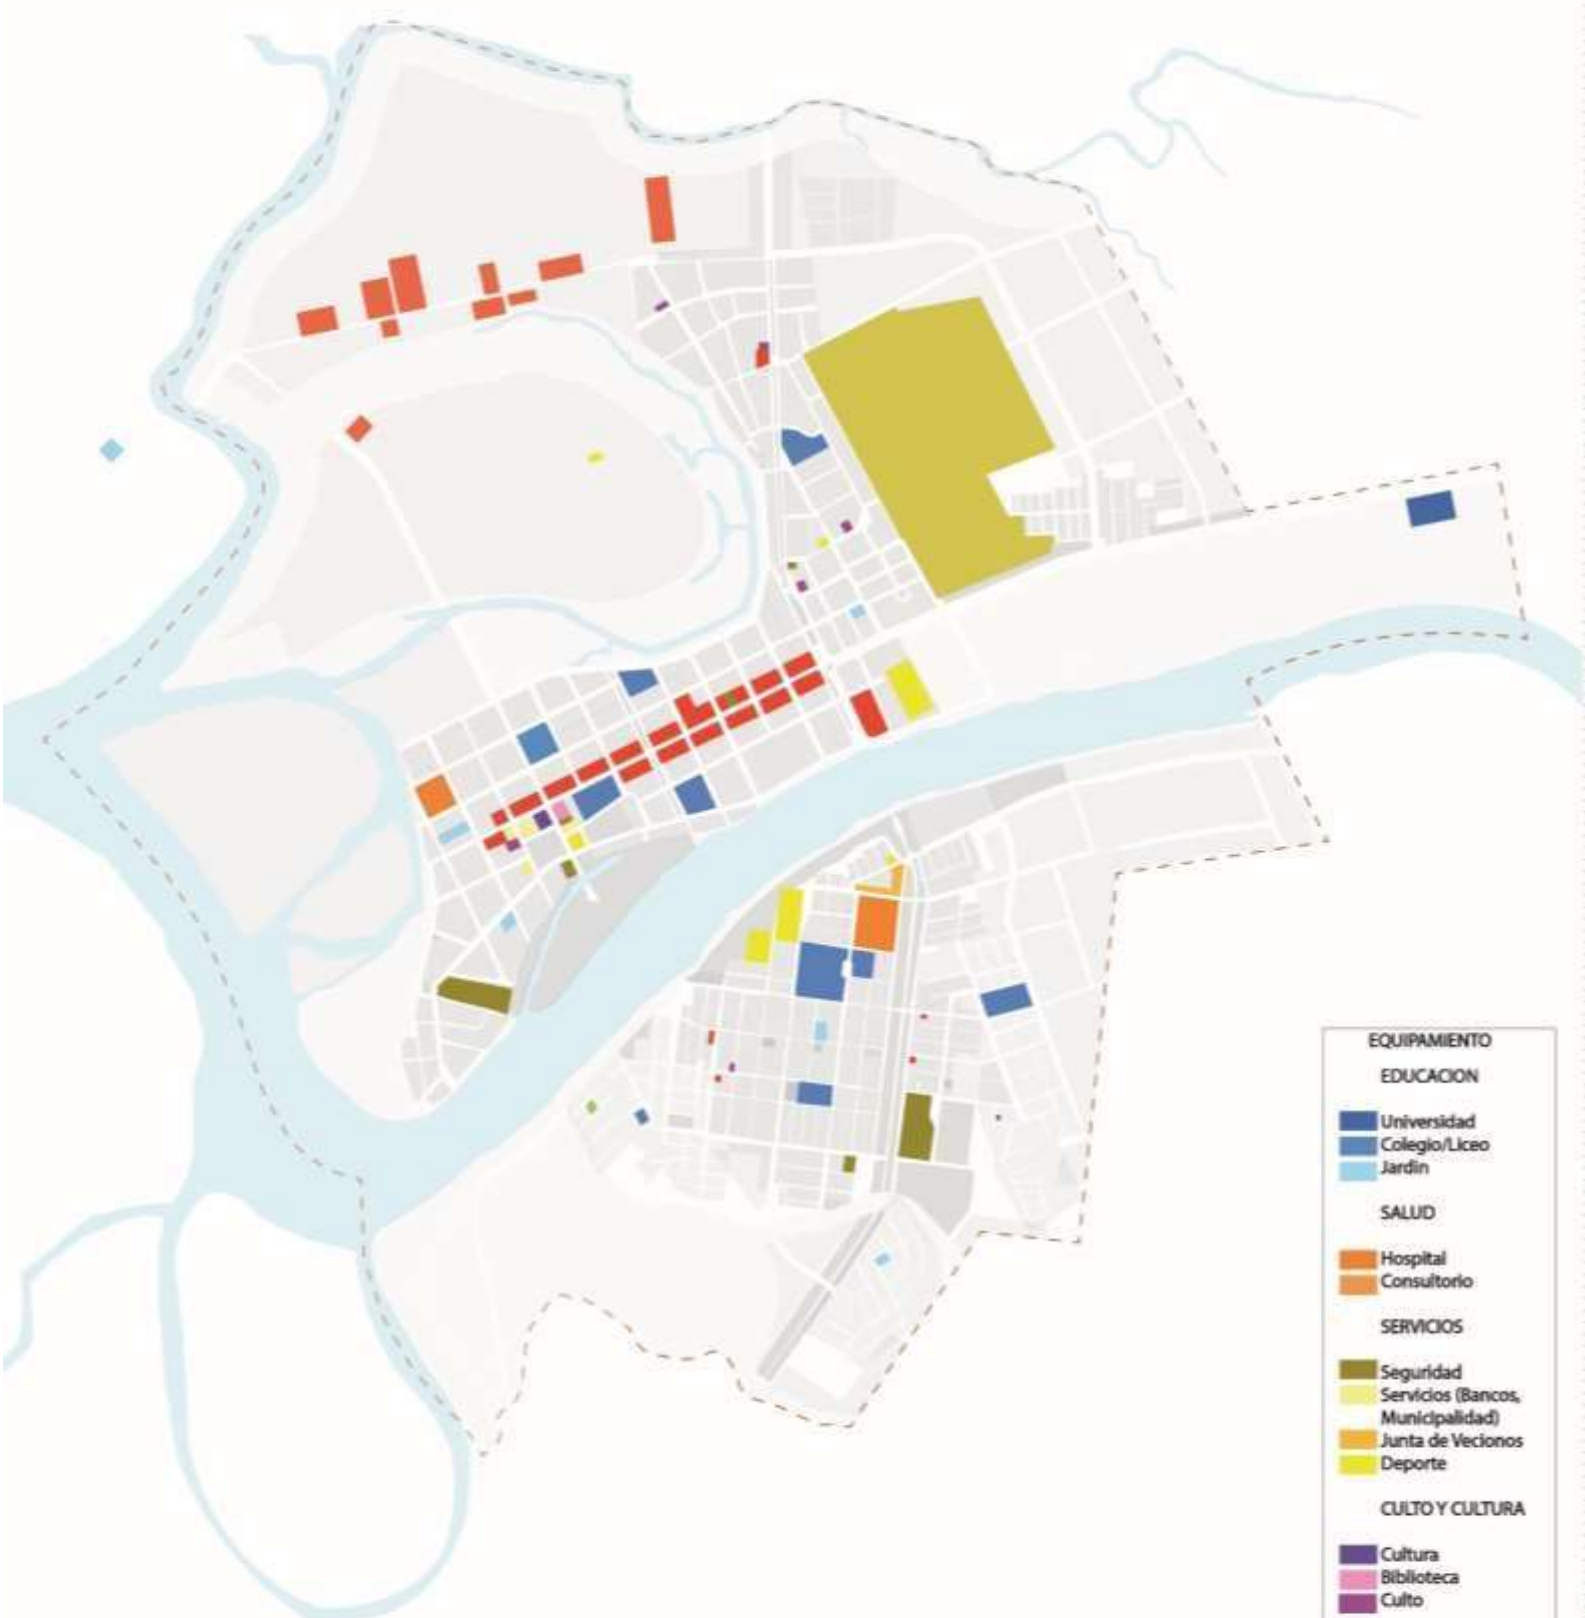 EQUIPAMIENTO
EDUCACION
Universidad
Colegio/Liceo
Jardin
SALUD
Hospital
Consultorio
SERVICIOS
Seguridad
Servicios (Bancos,
Municipalidad)
Junta de Vecionos
Deporte
CULTO Y CULTURA
Cultura
Biblioteca
Culto